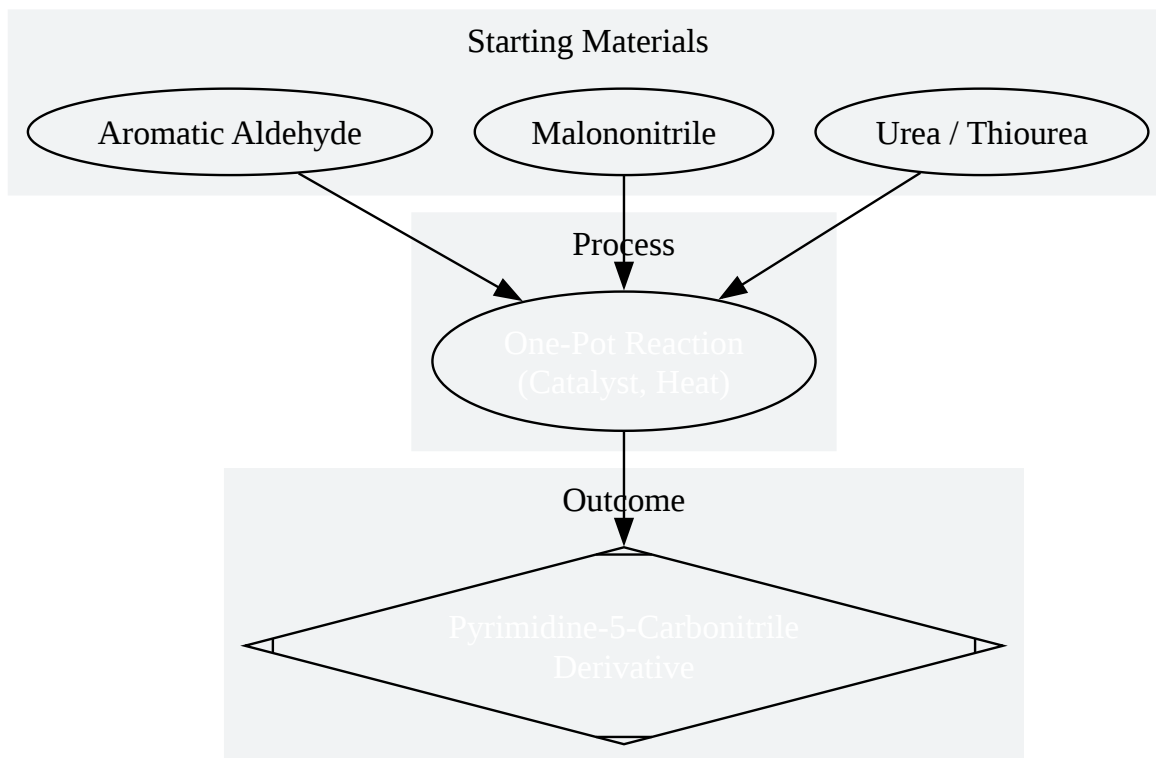 Starting Materials
Aromatic Aldehyde
Malononitrile
Urea / Thiourea
Process
One-Pot Reaction
(Catalyst, Heat)
Outcome
Pyrimidine-5-Carbonitrile
Derivative